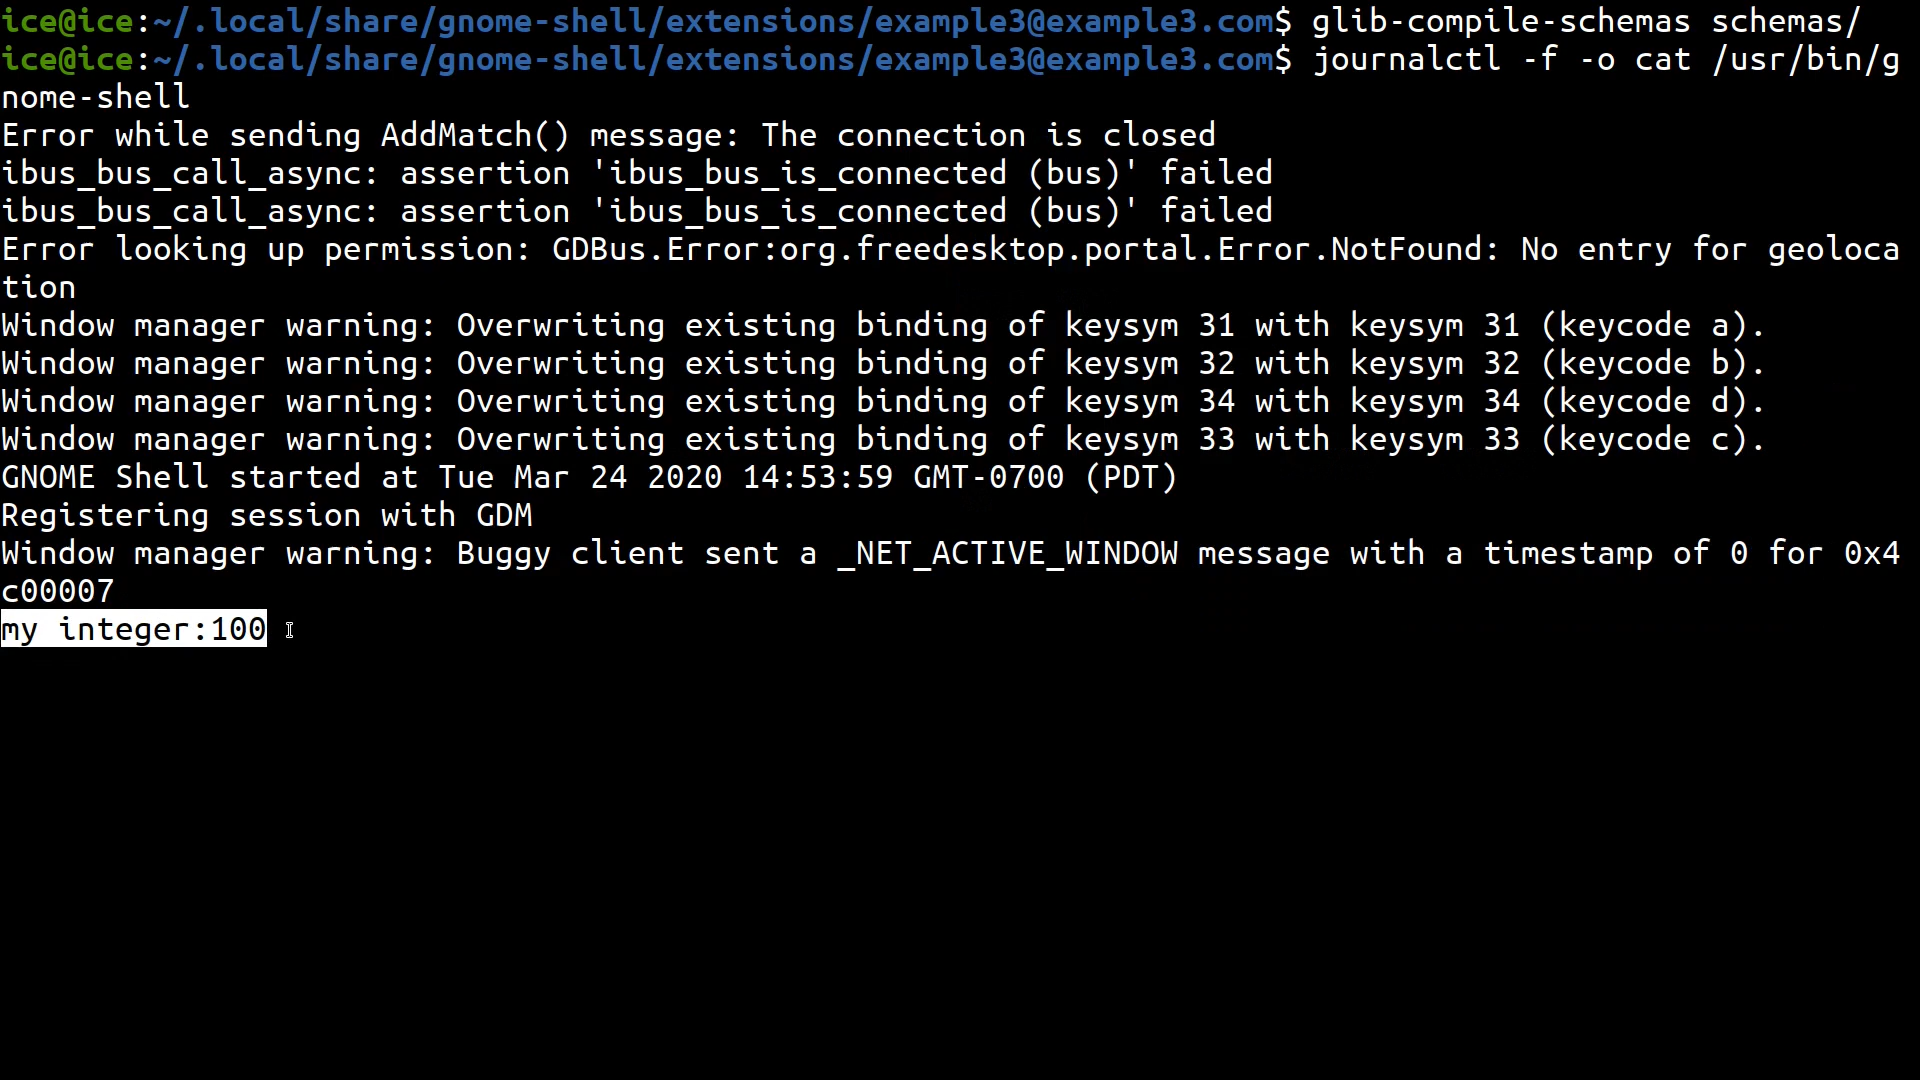 ice@ice:~/.local/share/gnome-shell/extensions/example3@example3.com$ glib-compile-schemas schemas/
ice@ice:~/.local/share/gnome-shell/extensions/example3@example3.com$ journalctl -f -o cat /usr/bin/g
nome-shell
Error while sending AddMatch() message: The connection is closed
ibus_bus_call_async: assertion 'ibus_bus_is_connected (bus)' failed
ibus_bus_call_async: assertion 'ibus_bus_is_connected (bus)' failed
Error looking up permission: GDBus.Error:org.freedesktop.portal.Error.NotFound: No entry for geoloca
tion
Window manager warning: Overwriting existing binding of keysym 31 with keysym 31 (keycode a).
Window manager warning: Overwriting existing binding of keysym 32 with keysym 32 (keycode b).
Window manager warning: Overwriting existing binding of keysym 34 with keysym 34 (keycode d).
Window manager warning: Overwriting existing binding of keysym 33 with keysym 33 (keycode c).
GNOME Shell started at Tue Mar 24 2020 14:53:59 GMT-0700 (PDT)
Registering session with GDM
Window manager warning: Buggy client sent a _NET_ACTIVE_WINDOW message with a timestamp of 0 for 0x4
c00007
my integer:100